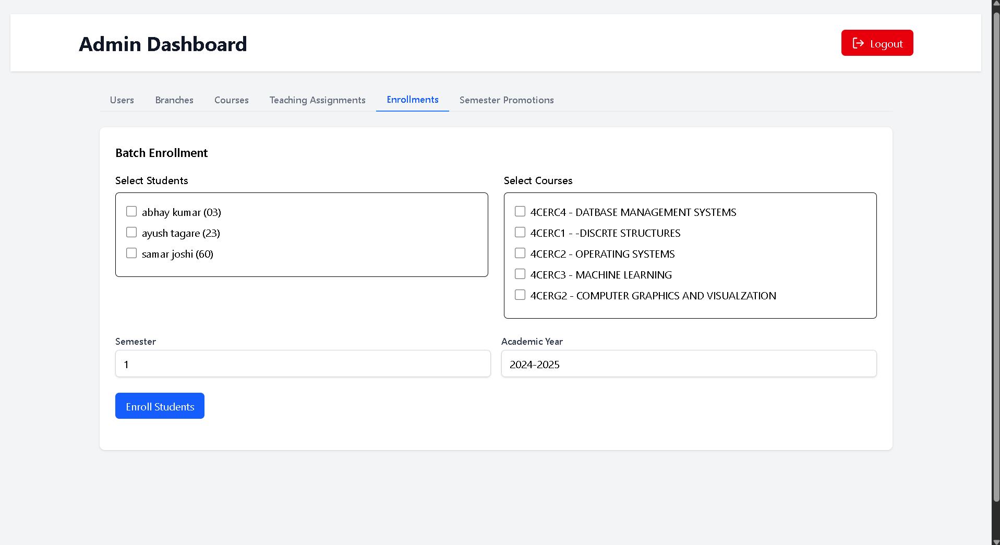 Admin Dashboard
Logout
Users Branches Courses Teaching Assignments Enrollments Semester Promotions
Batch Enrollment
Select Students
abhay kumar (03)
ayush tagare (23)
samar joshi (60)
Select Courses
4CERC4 - DATBASE MANAGEMENT SYSTEMS
4CERC1 - -DISCRTE STRUCTURES
4CERC2 - OPERATING SYSTEMS
4CERC3 - MACHINE LEARNING
4CERG2 - COMPUTER GRAPHICS AND VISUALZATION
Semester
1
Academic Year
2024-2025
Enroll Students